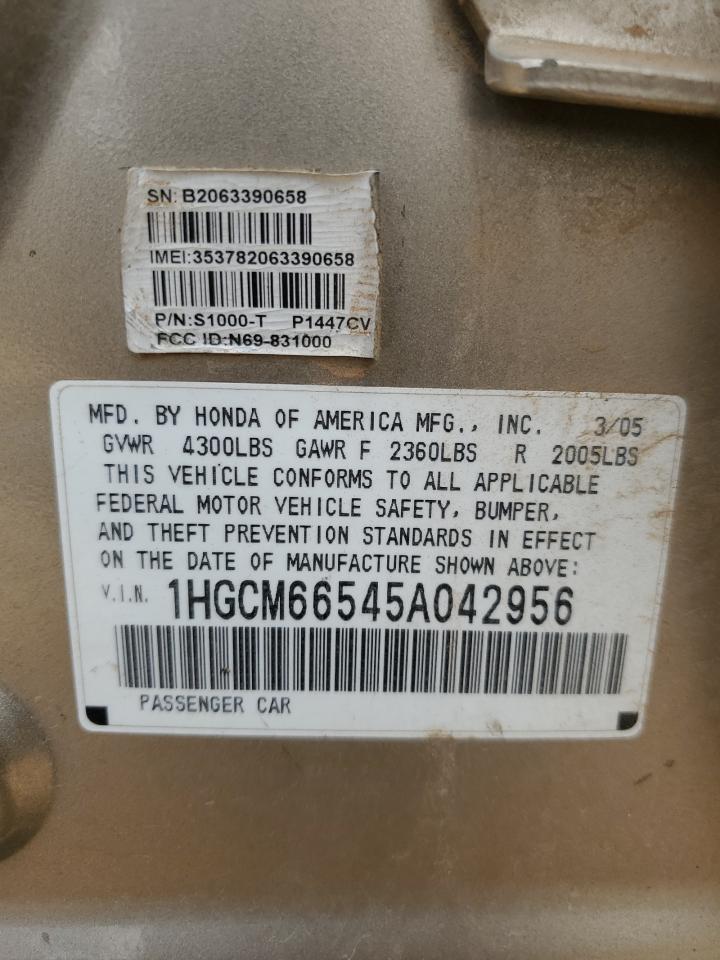 SN: B2063390658
IMEI:353782063390658
P/N:S1000-T P1447CV
FCC ID:N69-831000
MFD. BY HONDA OF AMERICA MFG., INC. 3/05
GVWR 4300LBS GAWR F 2360LBS R 2005LBS
THIS VEHICLE CONFORMS TO ALL APPLICABLE
FEDERAL MOTOR VEHICLE SAFETY, BUMPER,
AND THEFT PREVENTION STANDARDS IN EFFECT
ON THE DATE OF MANUFACTURE SHOWN ABOVE:
V.I.N. 1HGCM66545A042956
PASSENGER CAR